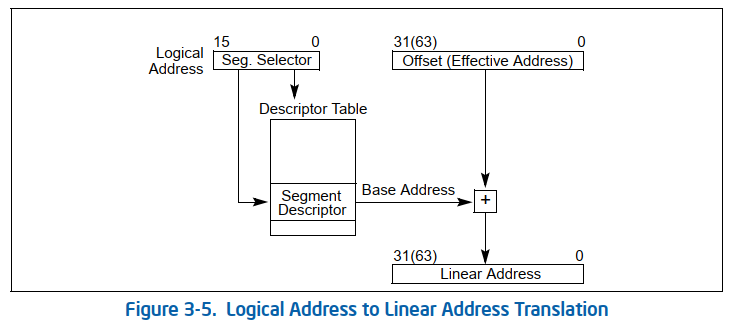 15 0
31(63) 0
Logical
Address
Seg. Selector
Offset (Effective Address)
Descriptor Table
Segment
Descriptor
Base Address
+
31(63) 0
Linear Address
Figure 3-5. Logical Address to Linear Address Translation